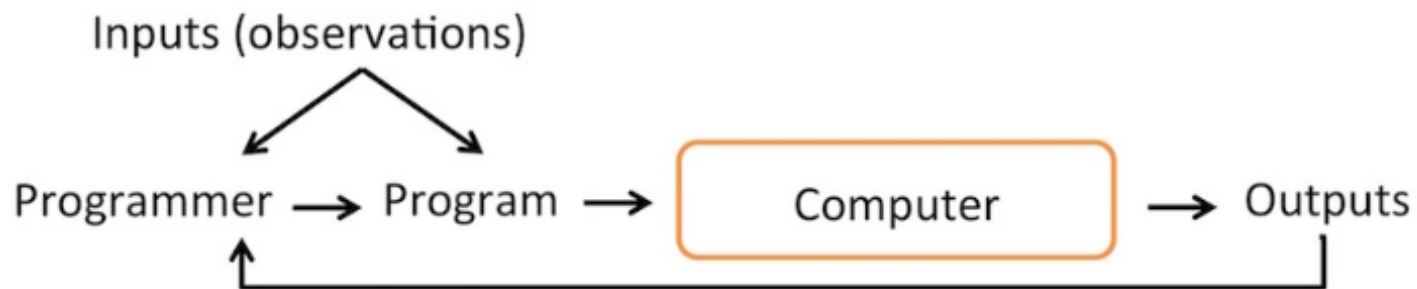 Inputs (observations)
Programmer
Program
Computer
Outputs